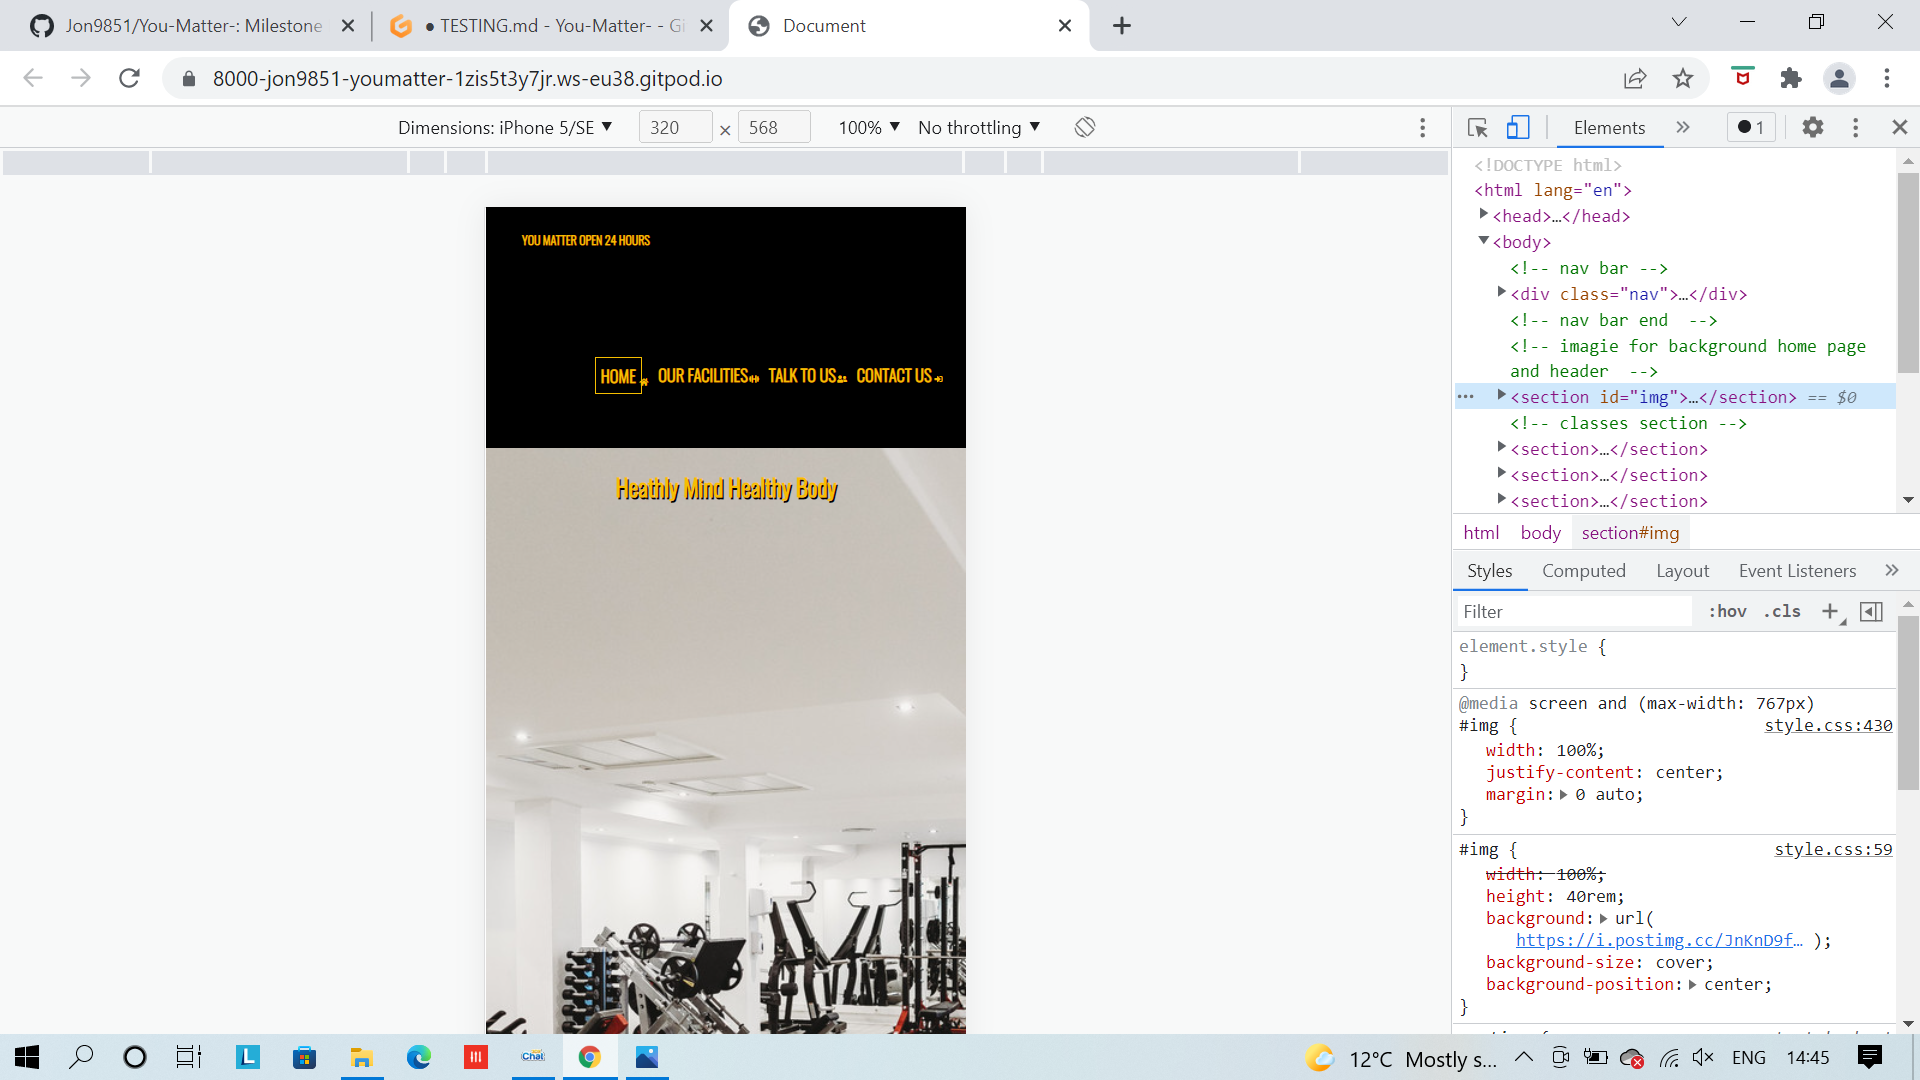 Jon9851/You-Matter-: Milestone
● TESTING.md - You-Matter- - Gi
Document
8000-jon9851-youmatter-1zis5t3y7jr.ws-eu38.gitpod.io
Dimensions: iPhone 5/SE ▼ 320 × 568 100% ▼ No throttling ▼
Elements » 1
<!DOCTYPE html>
<html lang="en">
<head>…</head>
<body>
<!-- nav bar -->
<div class="nav">…</div>
<!-- nav bar end  -->
<!-- imagie for background home page
and header  -->
<section id="img">…</section> == $0
<!-- classes section -->
<section>…</section>
<section>…</section>
<section>…</section>
html body section#img
Styles Computed Layout Event Listeners »
Filter :hov .cls +
element.style {
}
@media screen and (max-width: 767px)
#img { style.css:430
width: 100%;
justify-content: center;
margin: 0 auto;
}
#img { style.css:59
width: 100%;
height: 40rem;
background: url(
https://i.postimg.cc/JnKnD9f… );
background-size: cover;
background-position: center;
}
YOU MATTER OPEN 24 HOURS
HOME OUR FACILITIES TALK TO US CONTACT US
Heathly Mind Healthy Body
L
Chat
12°C Mostly s... ENG 14:45